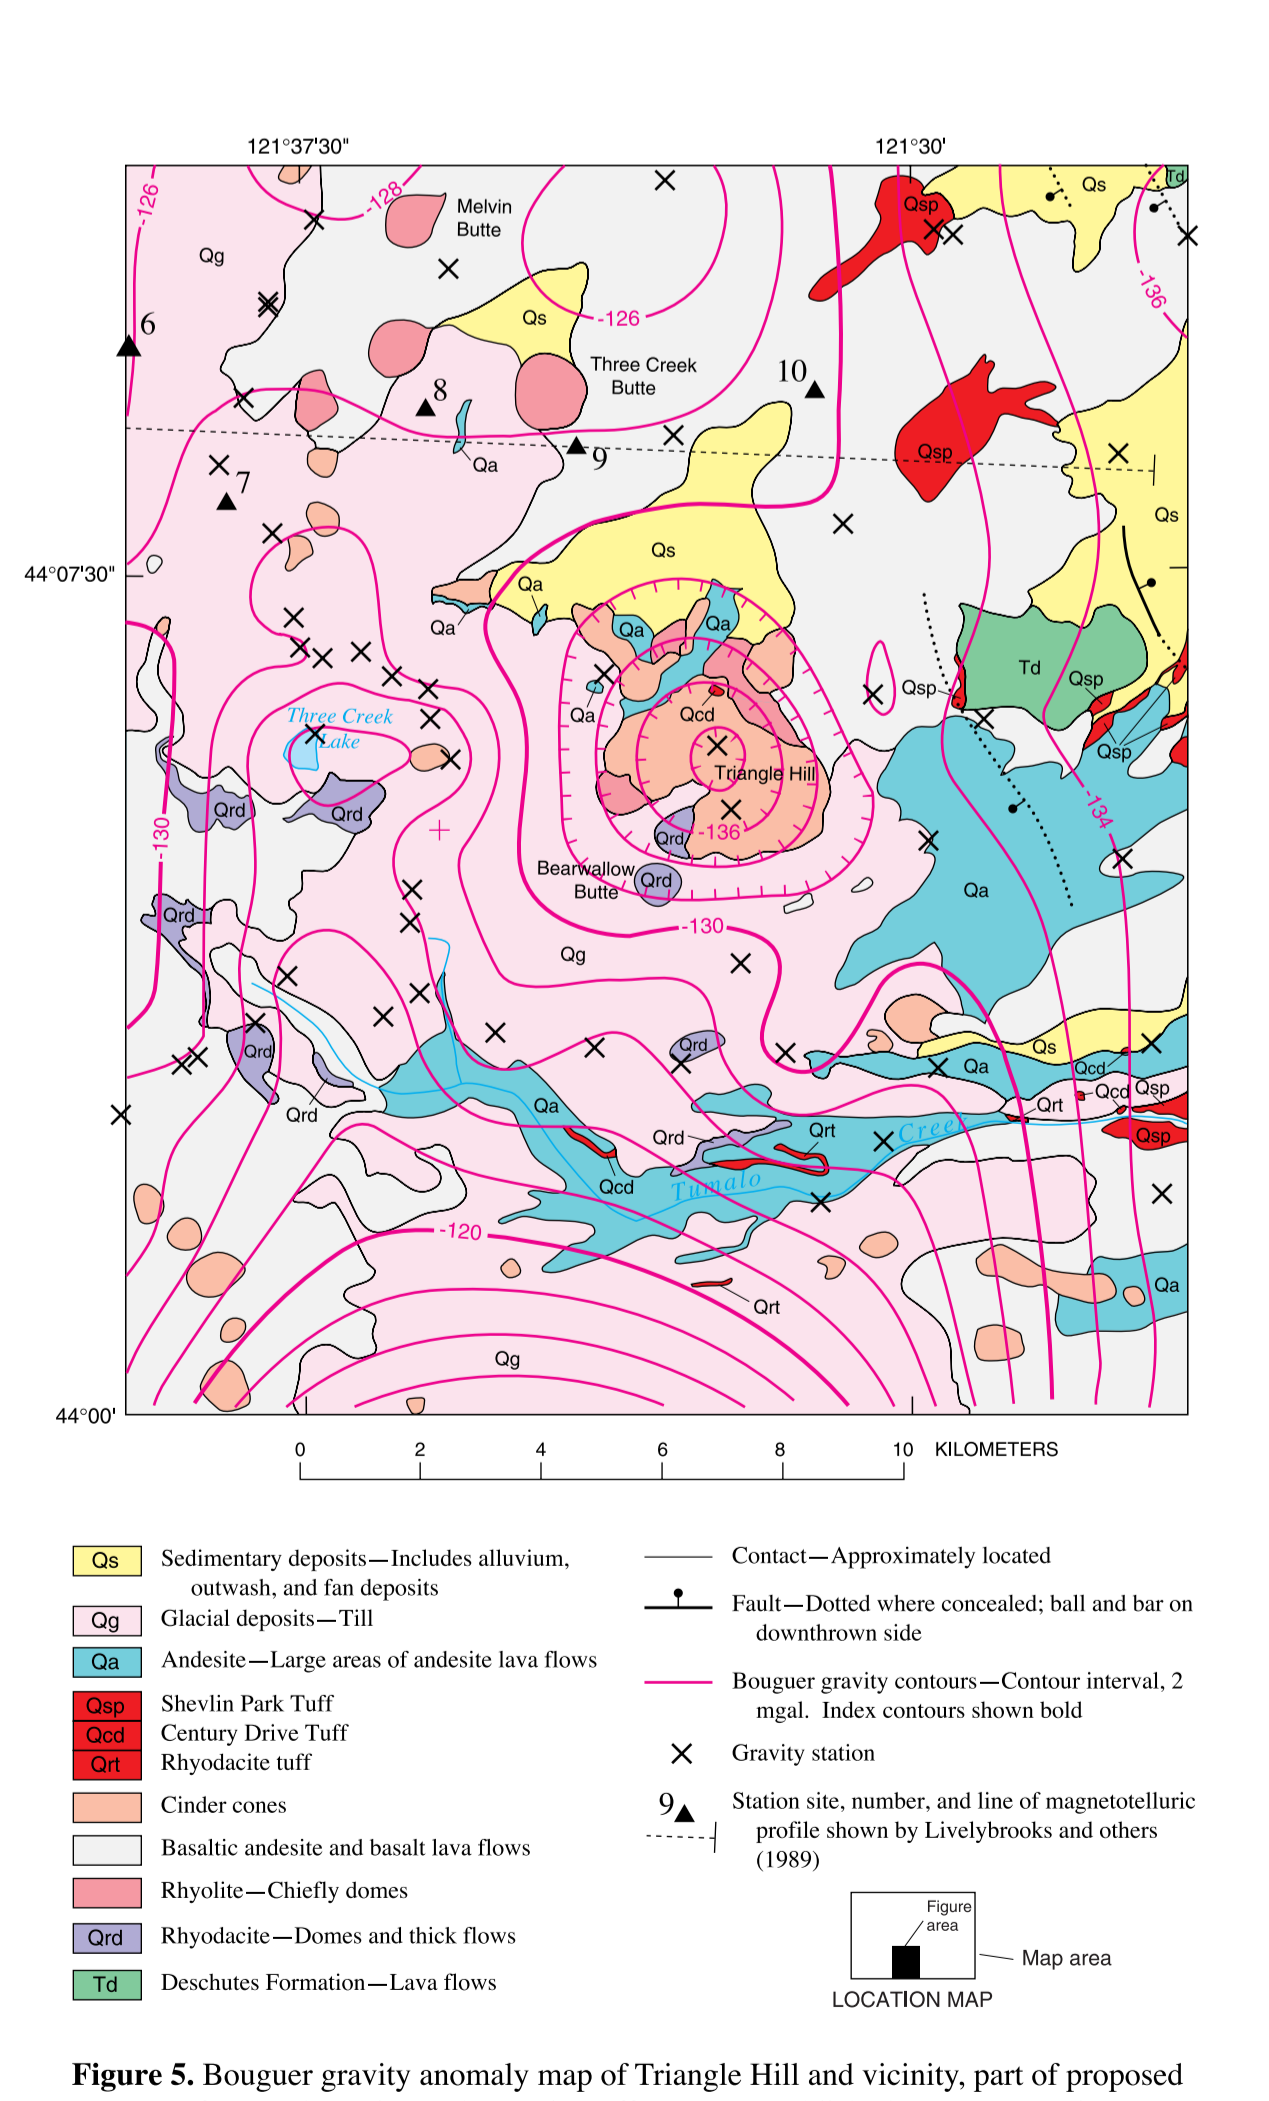 121°37'30"
121°30'
-126
-128
Melvin
Butte
Qsp
Qs
Td
Qg
-136
6
Qs
-126
Three Creek
Butte
10
8
9
Qsp
Qa
7
Qs
44°07'30"
Qs
Qa
Qa
Qa
Qa
Td
Qsp
Qsp
Qa
Qcd
Three Creek
Lake
Qsp
Triangle Hill
Qrd
Qrd
-130
-136
-134
Qrd
Bearwallow
Butte
Qrd
Qa
Qrd
-130
Qg
Qrd
Qrd
Qs
Qa
Qcd
Qcd
Qsp
Qrt
Qrd
Qa
Qrd
Qrt
Creek
Qsp
Qcd
Tumalo
-120
Qa
Qrt
Qg
44°00'
0 2 4 6 8 10 KILOMETERS
Qs Sedimentary deposits—Includes alluvium,
outwash, and fan deposits
Qg Glacial deposits—Till
Qa Andesite—Large areas of andesite lava flows
Qsp Shevlin Park Tuff
Qcd Century Drive Tuff
Qrt Rhyodacite tuff
Cinder cones
Basaltic andesite and basalt lava flows
Rhyolite—Chiefly domes
Qrd Rhyodacite—Domes and thick flows
Td Deschutes Formation—Lava flows
Contact—Approximately located
Fault—Dotted where concealed; ball and bar on
downthrown side
Bouguer gravity contours—Contour interval, 2
mgal. Index contours shown bold
Gravity station
9 Station site, number, and line of magnetotelluric
profile shown by Livelybrooks and others
(1989)
Figure
area
Map area
LOCATION MAP
Figure 5. Bouguer gravity anomaly map of Triangle Hill and vicinity, part of proposed